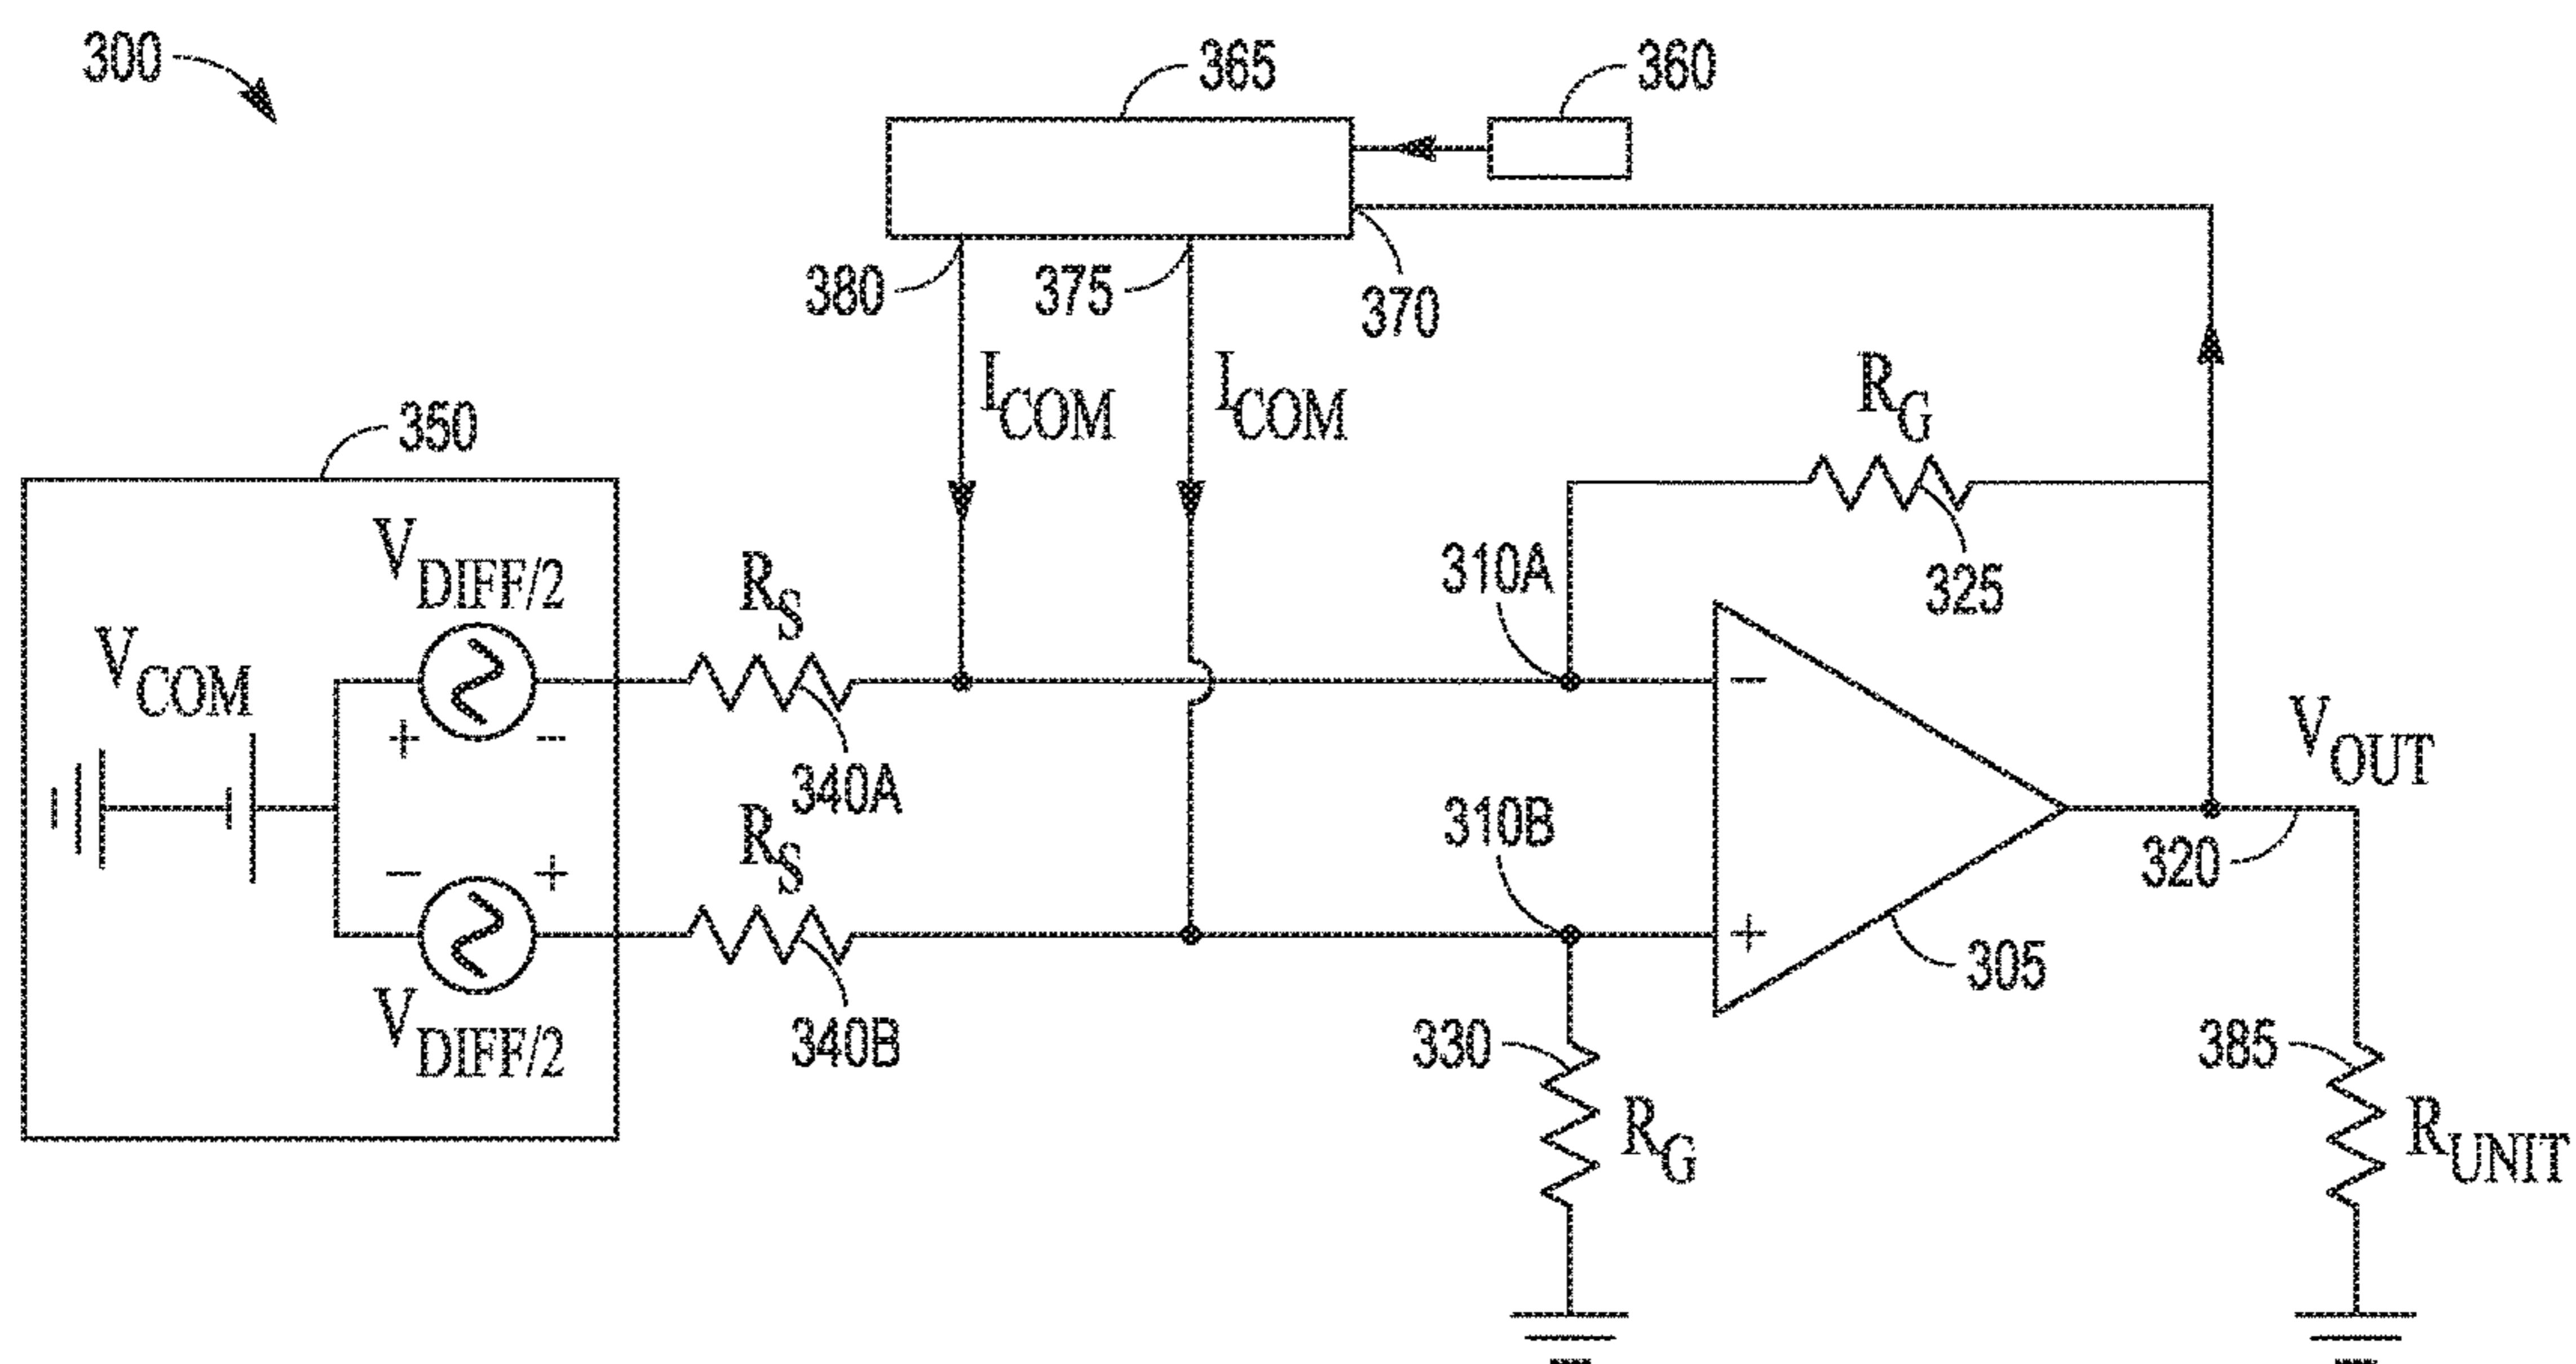 300
365
360
380
375
370
I_COM
I_COM
R_G
350
325
V_DIFF/2
R_S
310A
V_COM
+
−
340A
−
V_OUT
R_S
310B
320
−
+
+
305
V_DIFF/2
340B
330
385
R_G
R_UNIT